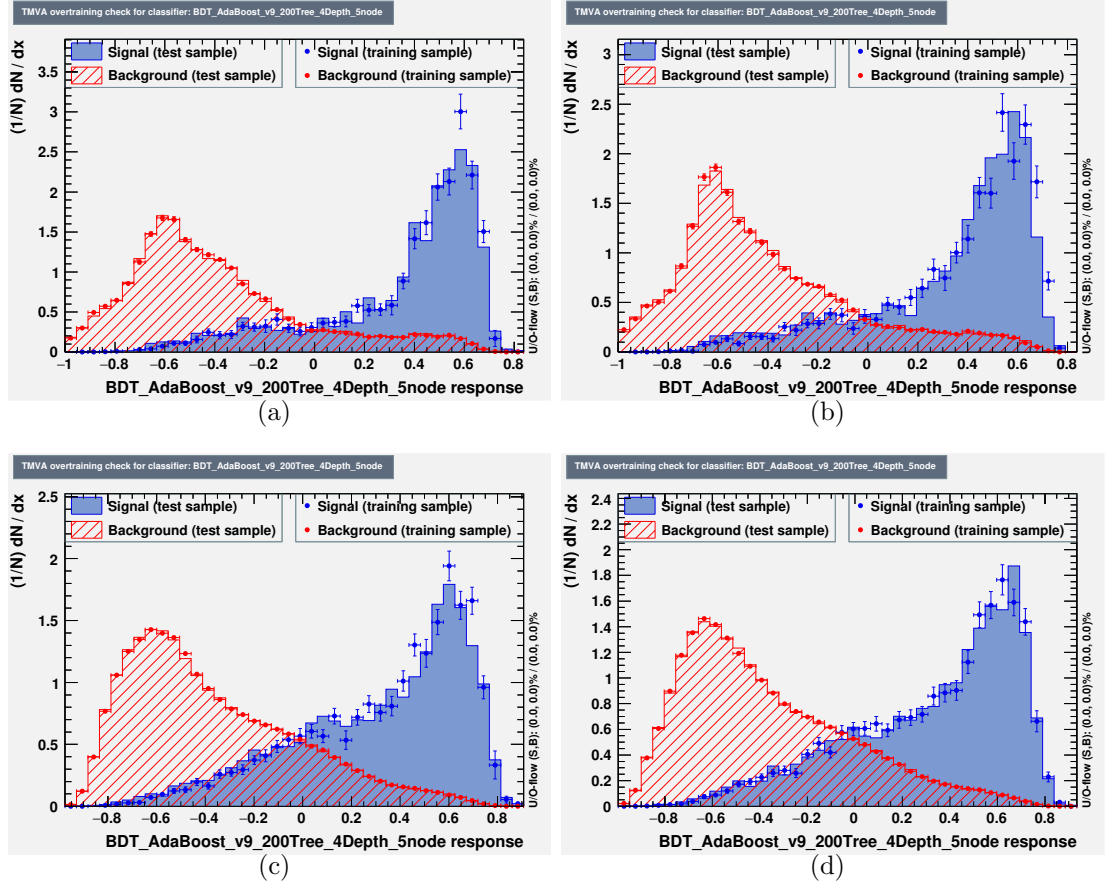 TMVA overtraining check for classifier: BDT_AdaBoost_v9_200Tree_4Depth_5node
Signal (test sample)
Background (test sample)
Signal (training sample)
Background (training sample)
(1/N) dN / dx
3.5
3
2.5
2
1.5
1
0.5
0
−1 −0.8 −0.6 −0.4 −0.2 0 0.2 0.4 0.6 0.8
BDT_AdaBoost_v9_200Tree_4Depth_5node response
U/O-flow (S,B): (0.0, 0.0)% / (0.0, 0.0)%
(a)
TMVA overtraining check for classifier: BDT_AdaBoost_v9_200Tree_4Depth_5node
Signal (test sample)
Background (test sample)
Signal (training sample)
Background (training sample)
(1/N) dN / dx
3
2.5
2
1.5
1
0.5
0
−1 −0.8 −0.6 −0.4 −0.2 0 0.2 0.4 0.6 0.8
BDT_AdaBoost_v9_200Tree_4Depth_5node response
U/O-flow (S,B): (0.0, 0.0)% / (0.0, 0.0)%
(b)
TMVA overtraining check for classifier: BDT_AdaBoost_v9_200Tree_4Depth_5node
Signal (test sample)
Background (test sample)
Signal (training sample)
Background (training sample)
(1/N) dN / dx
2.5
2
1.5
1
0.5
0
−0.8 −0.6 −0.4 −0.2 0 0.2 0.4 0.6 0.8
BDT_AdaBoost_v9_200Tree_4Depth_5node response
U/O-flow (S,B): (0.0, 0.0)% / (0.0, 0.0)%
(c)
TMVA overtraining check for classifier: BDT_AdaBoost_v9_200Tree_4Depth_5node
Signal (test sample)
Background (test sample)
Signal (training sample)
Background (training sample)
(1/N) dN / dx
2.4
2.2
2
1.8
1.6
1.4
1.2
1
0.8
0.6
0.4
0.2
0
−0.8 −0.6 −0.4 −0.2 0 0.2 0.4 0.6 0.8
BDT_AdaBoost_v9_200Tree_4Depth_5node response
U/O-flow (S,B): (0.0, 0.0)% / (0.0, 0.0)%
(d)